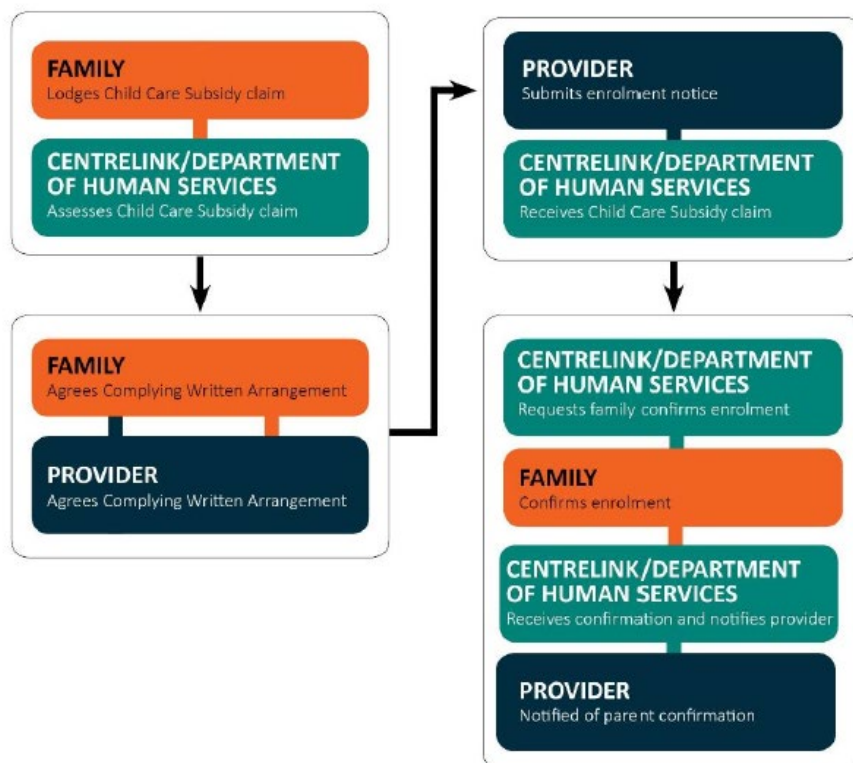 FAMILY
Lodges Child Care Subsidy claim
CENTRELINK/DEPARTMENT
OF HUMAN SERVICES
Assesses Child Care Subsidy claim
FAMILY
Agrees Complying Written Arrangement
PROVIDER
Agrees Complying Written Arrangement
PROVIDER
Submits enrolment notice
CENTRELINK/DEPARTMENT
OF HUMAN SERVICES
Receives Child Care Subsidy claim
CENTRELINK/DEPARTMENT
OF HUMAN SERVICES
Requests family confirms enrolment
FAMILY
Confirms enrolment
CENTRELINK/DEPARTMENT
OF HUMAN SERVICES
Receives confirmation and notifies provider
PROVIDER
Notified of parent confirmation